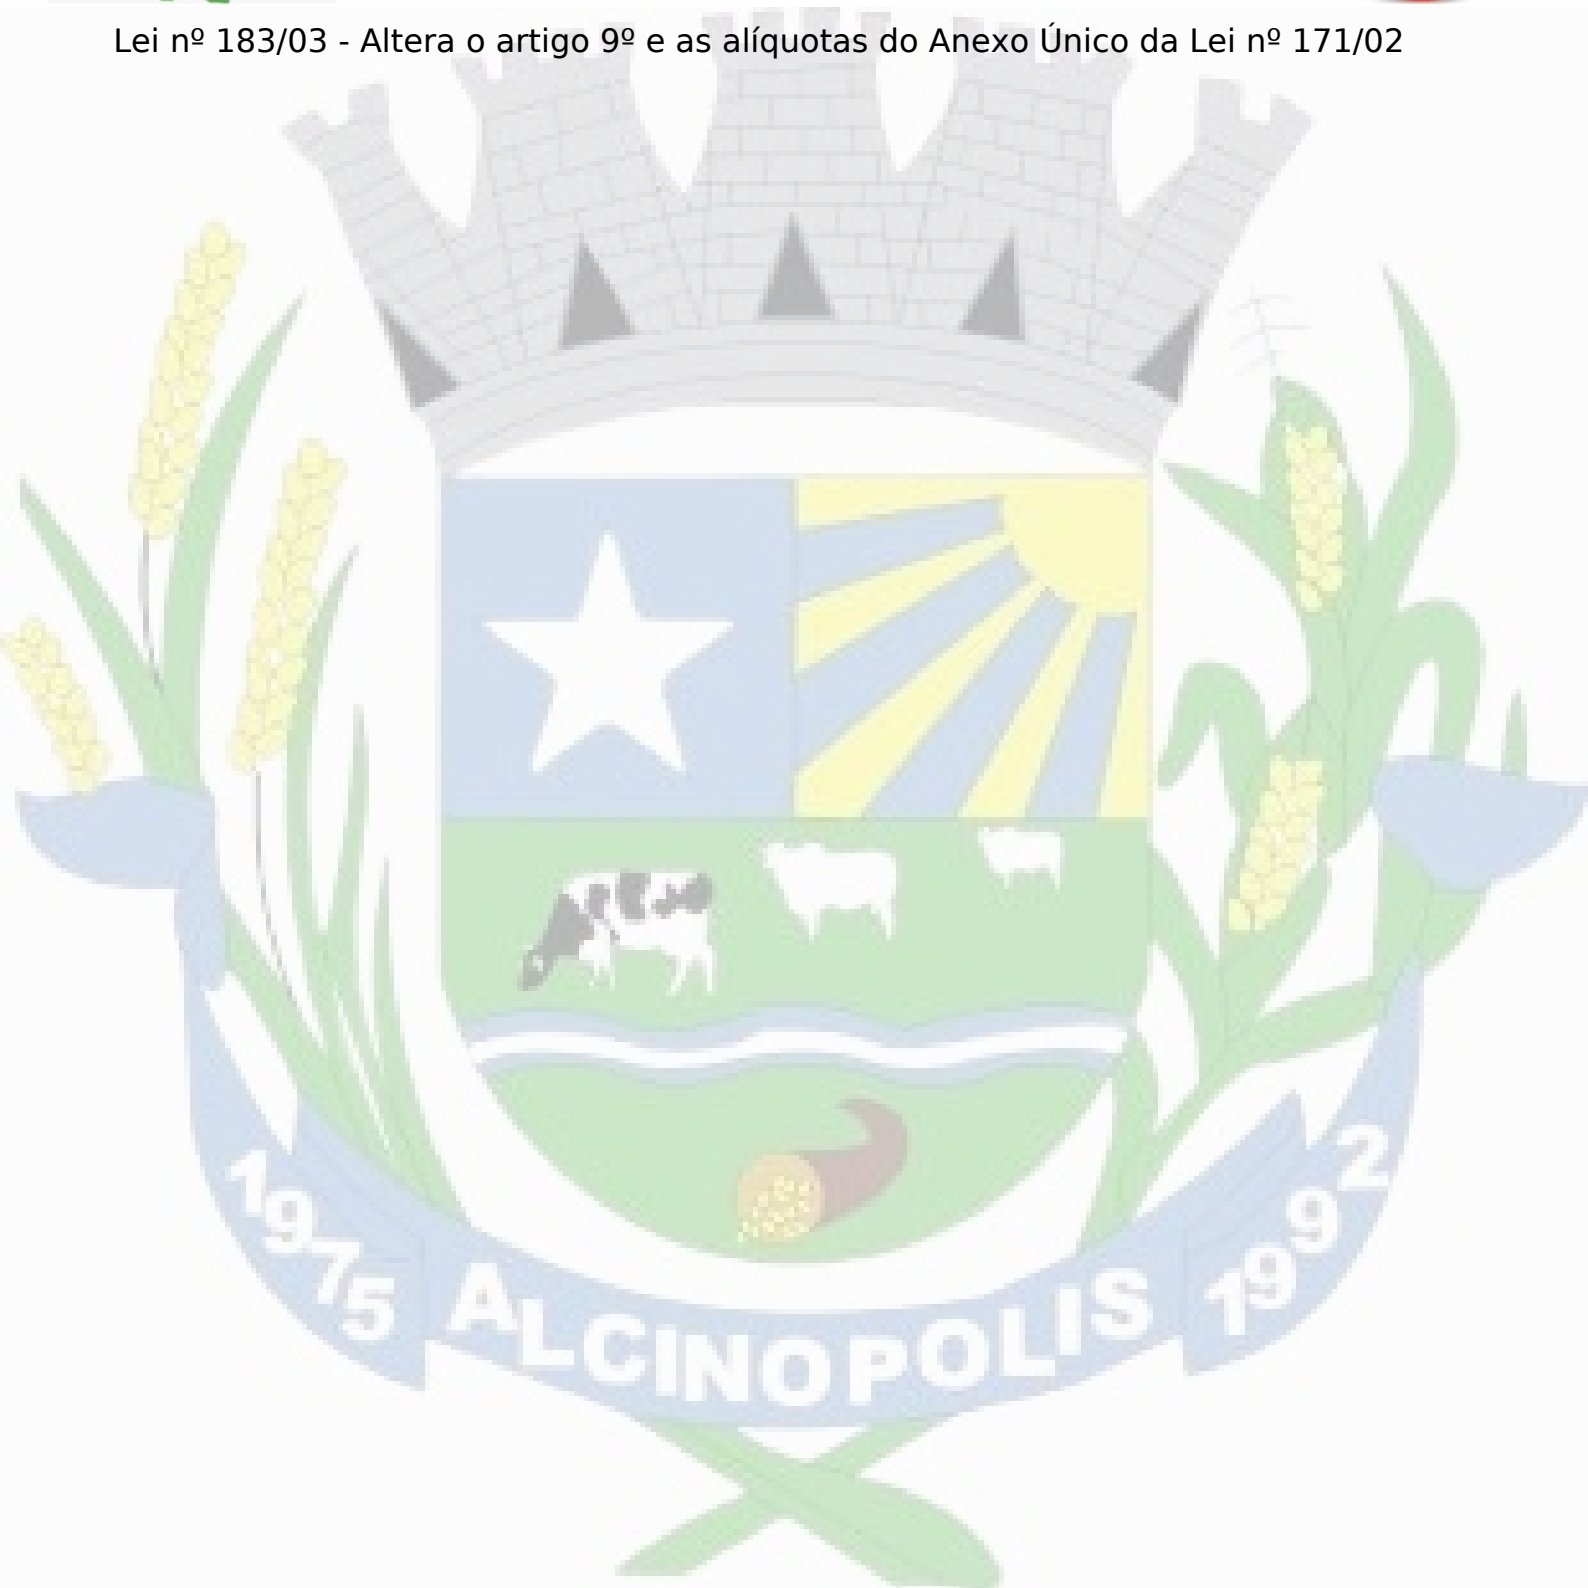 Lei nº 183/03 - Altera o artigo 9º e as alíquotas do Anexo Único da Lei nº 171/02
1975
ALCINOPOLIS
1992